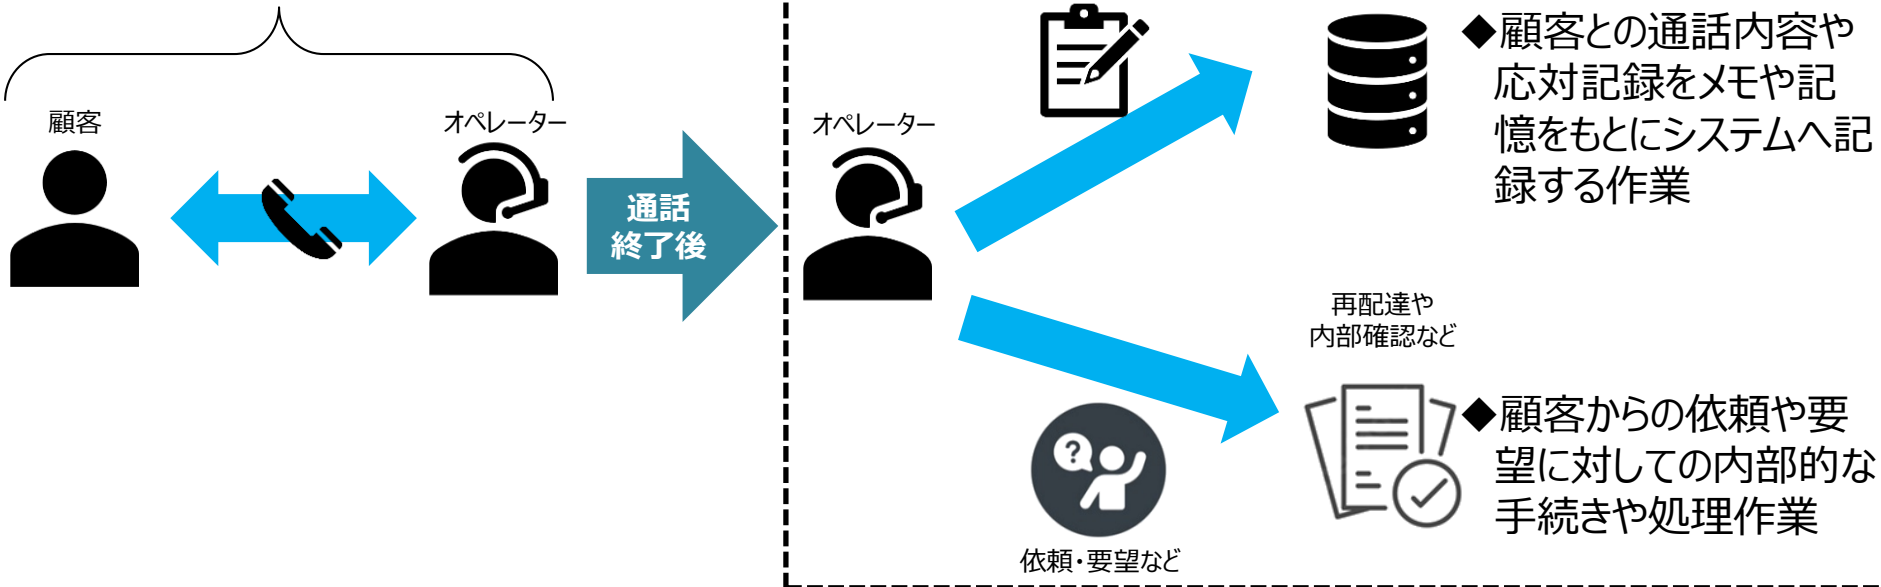 顧客
オペレーター
通話
終了後
オペレーター
◆顧客との通話内容や
応対記録をメモや記
憶をもとにシステムへ記
録する作業
再配達や
内部確認など
◆顧客からの依頼や要
望に対しての内部的な
手続きや処理作業
?
依頼・要望など